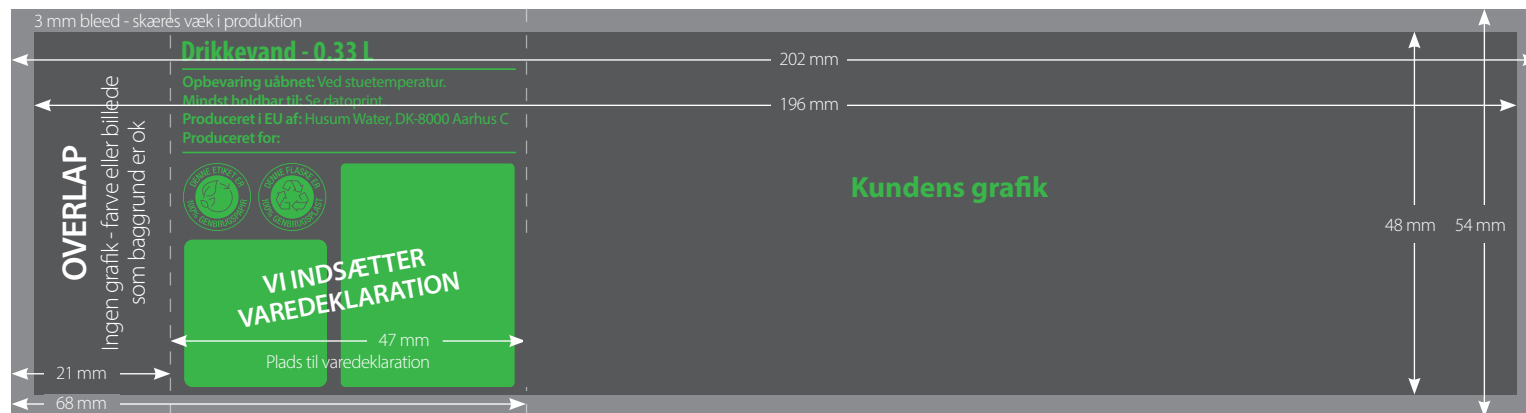 3 mm bleed - skæres væk i produktion
Drikkevand - 0.33 L
Opbevaring uåbnet: Ved stuetemperatur.
Mindst holdbar til: Se datoprint.
Produceret i EU af: Husum Water, DK-8000 Aarhus C
Produceret for:
DENNE ETIKET ER
100% GENBRUGSPAPIR
DENNE FLASKE ER
100% GENBRUGSPLAST
OVERLAP
Ingen grafik - farve eller billede
som baggrund er ok
VI INDSÆTTER
VAREDEKLARATION
47 mm
Plads til varedeklaration
21 mm
68 mm
202 mm
196 mm
Kundens grafik
48 mm
54 mm